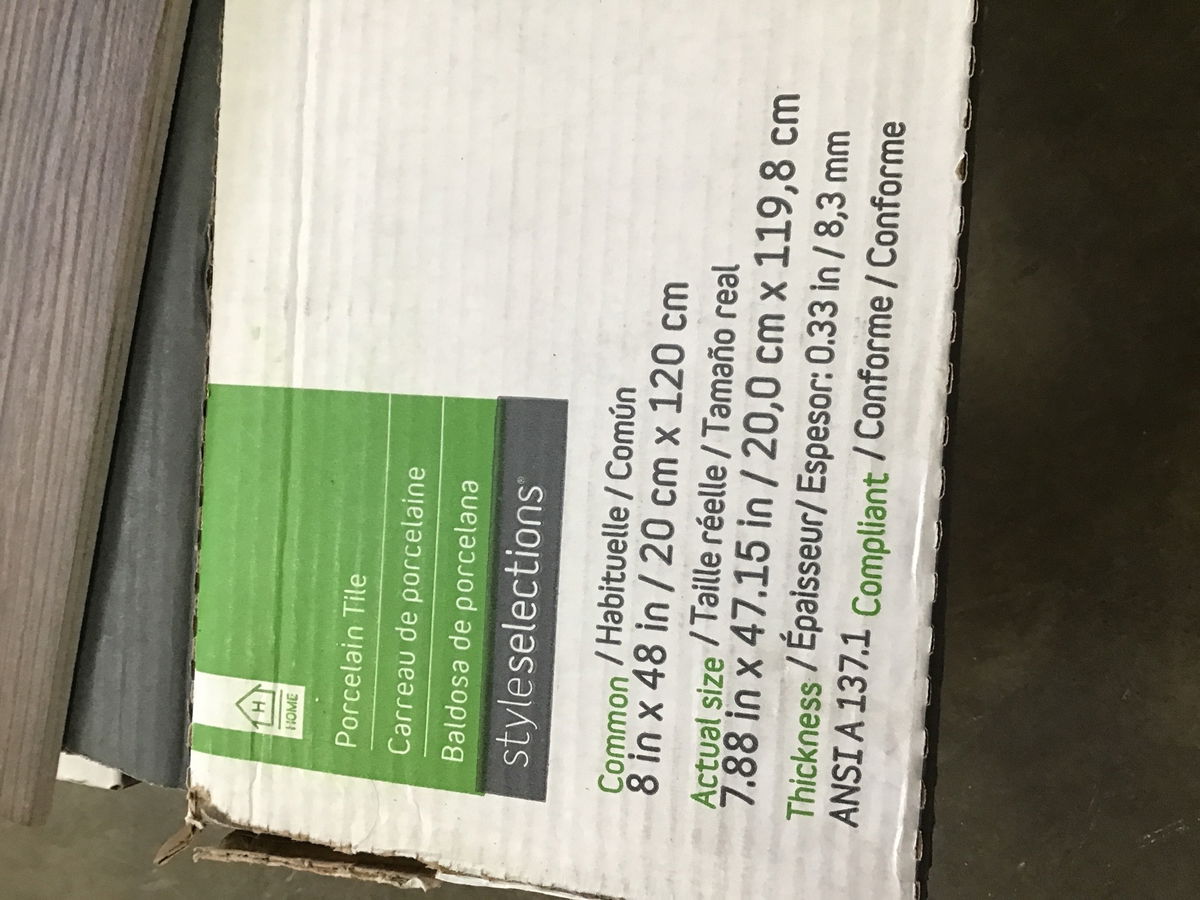 H
HOME
Porcelain Tile
Carreau de porcelaine
Baldosa de porcelana
styleselections®
Common / Habituelle / Común
8 in x 48 in / 20 cm x 120 cm
Actual size / Taille réelle / Tamaño real
7.88 in x 47.15 in / 20,0 cm x 119,8 cm
Thickness / Épaisseur/ Espesor: 0.33 in / 8,3 mm
ANSI A 137.1 Compliant / Conforme / Conforme